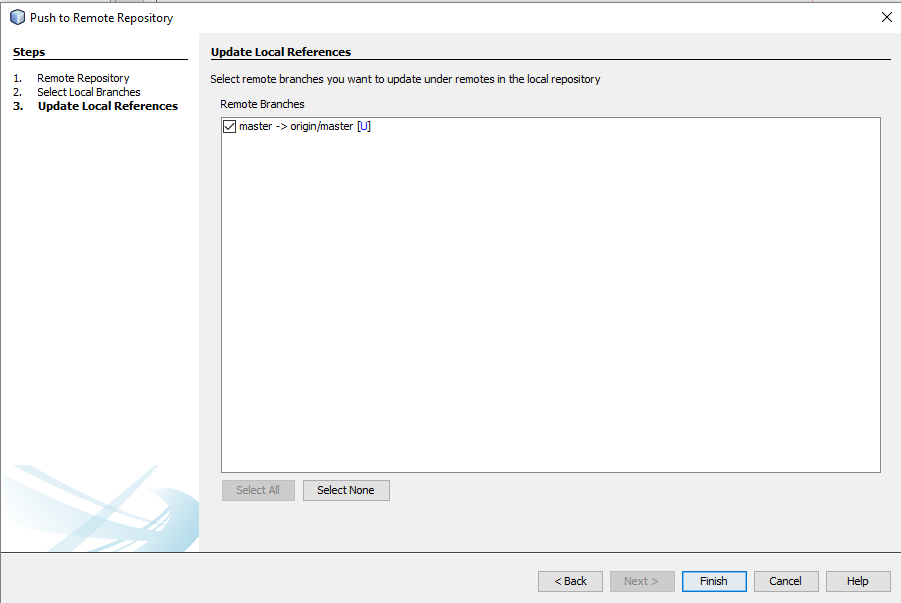 Push to Remote Repository
Steps
1. Remote Repository
2. Select Local Branches
3. Update Local References
Update Local References
Select remote branches you want to update under remotes in the local repository
Remote Branches
master -> origin/master [U]
Select All
Select None
< Back
Next >
Finish
Cancel
Help